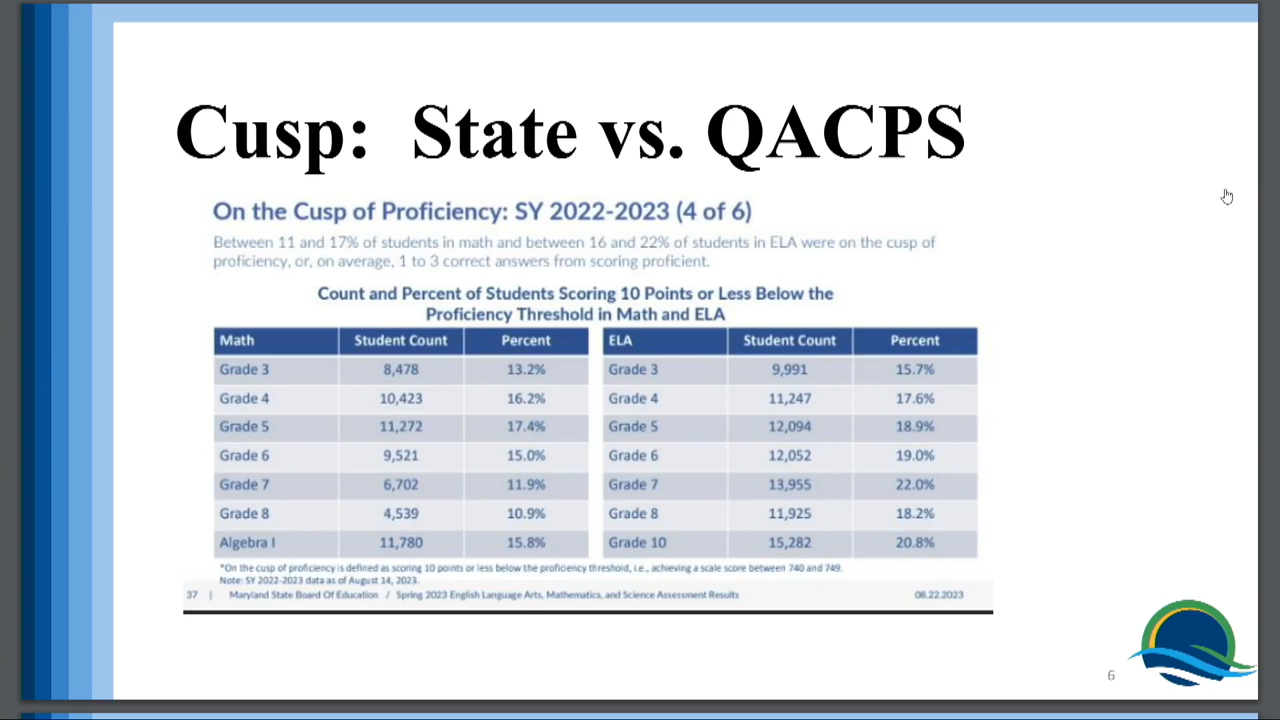 Cusp: State vs. QACPS
On the Cusp of Proficiency: SY 2022-2023 (4 of 6)
Between 11 and 17% of students in math and between 16 and 22% of students in ELA were on the cusp of
proficiency, or, on average, 1 to 3 correct answers from scoring proficient.
Count and Percent of Students Scoring 10 Points or Less Below the
Proficiency Threshold in Math and ELA
Math Student Count Percent ELA Student Count Percent
Grade 3 8,478 13.2% Grade 3 9,991 15.7%
Grade 4 10,423 16.2% Grade 4 11,247 17.6%
Grade 5 11,272 17.4% Grade 5 12,094 18.9%
Grade 6 9,521 15.0% Grade 6 12,052 19.0%
Grade 7 6,702 11.9% Grade 7 13,955 22.0%
Grade 8 4,539 10.9% Grade 8 11,925 18.2%
Algebra I 11,780 15.8% Grade 10 15,282 20.8%
*On the cusp of proficiency is defined as scoring 10 points or less below the proficiency threshold, i.e., achieving a scale score between 740 and 749.
Note: SY 2022-2023 data as of August 14, 2023.
37 | Maryland State Board Of Education / Spring 2023 English Language Arts, Mathematics, and Science Assessment Results 08.22.2023
6